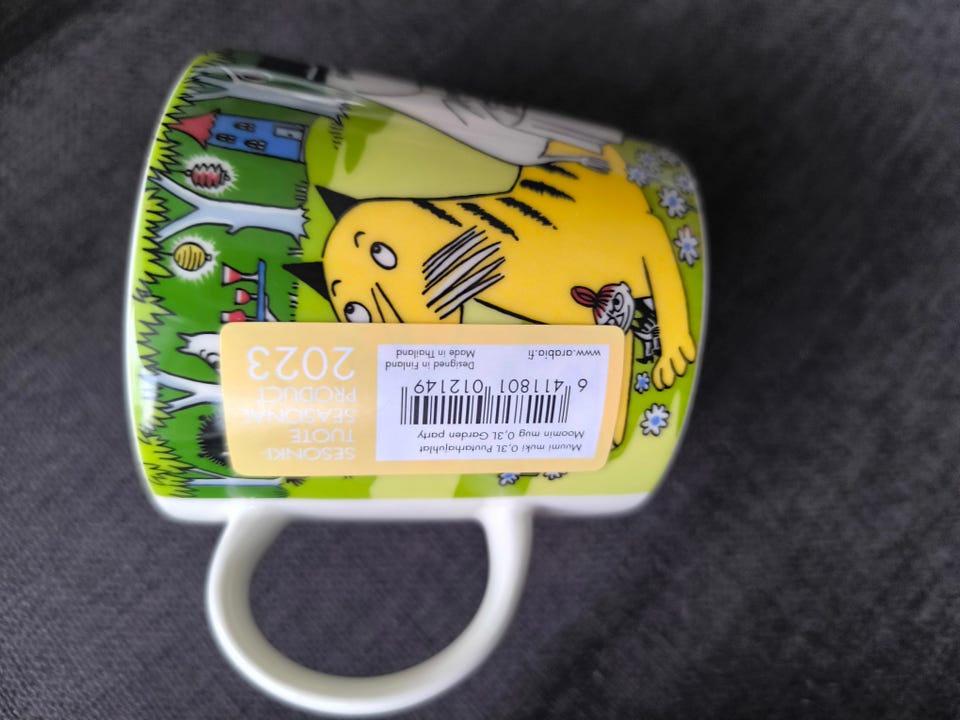 Muumi muki 0,3L Puutarhajuhlat
Moomin mug 0,3L Garden party
6 411801 012149
www.arabia.fi
Designed in Finland
Made in Thailand
SESONKI-
TUOTE
SEASONAL
PRODUCT
2023